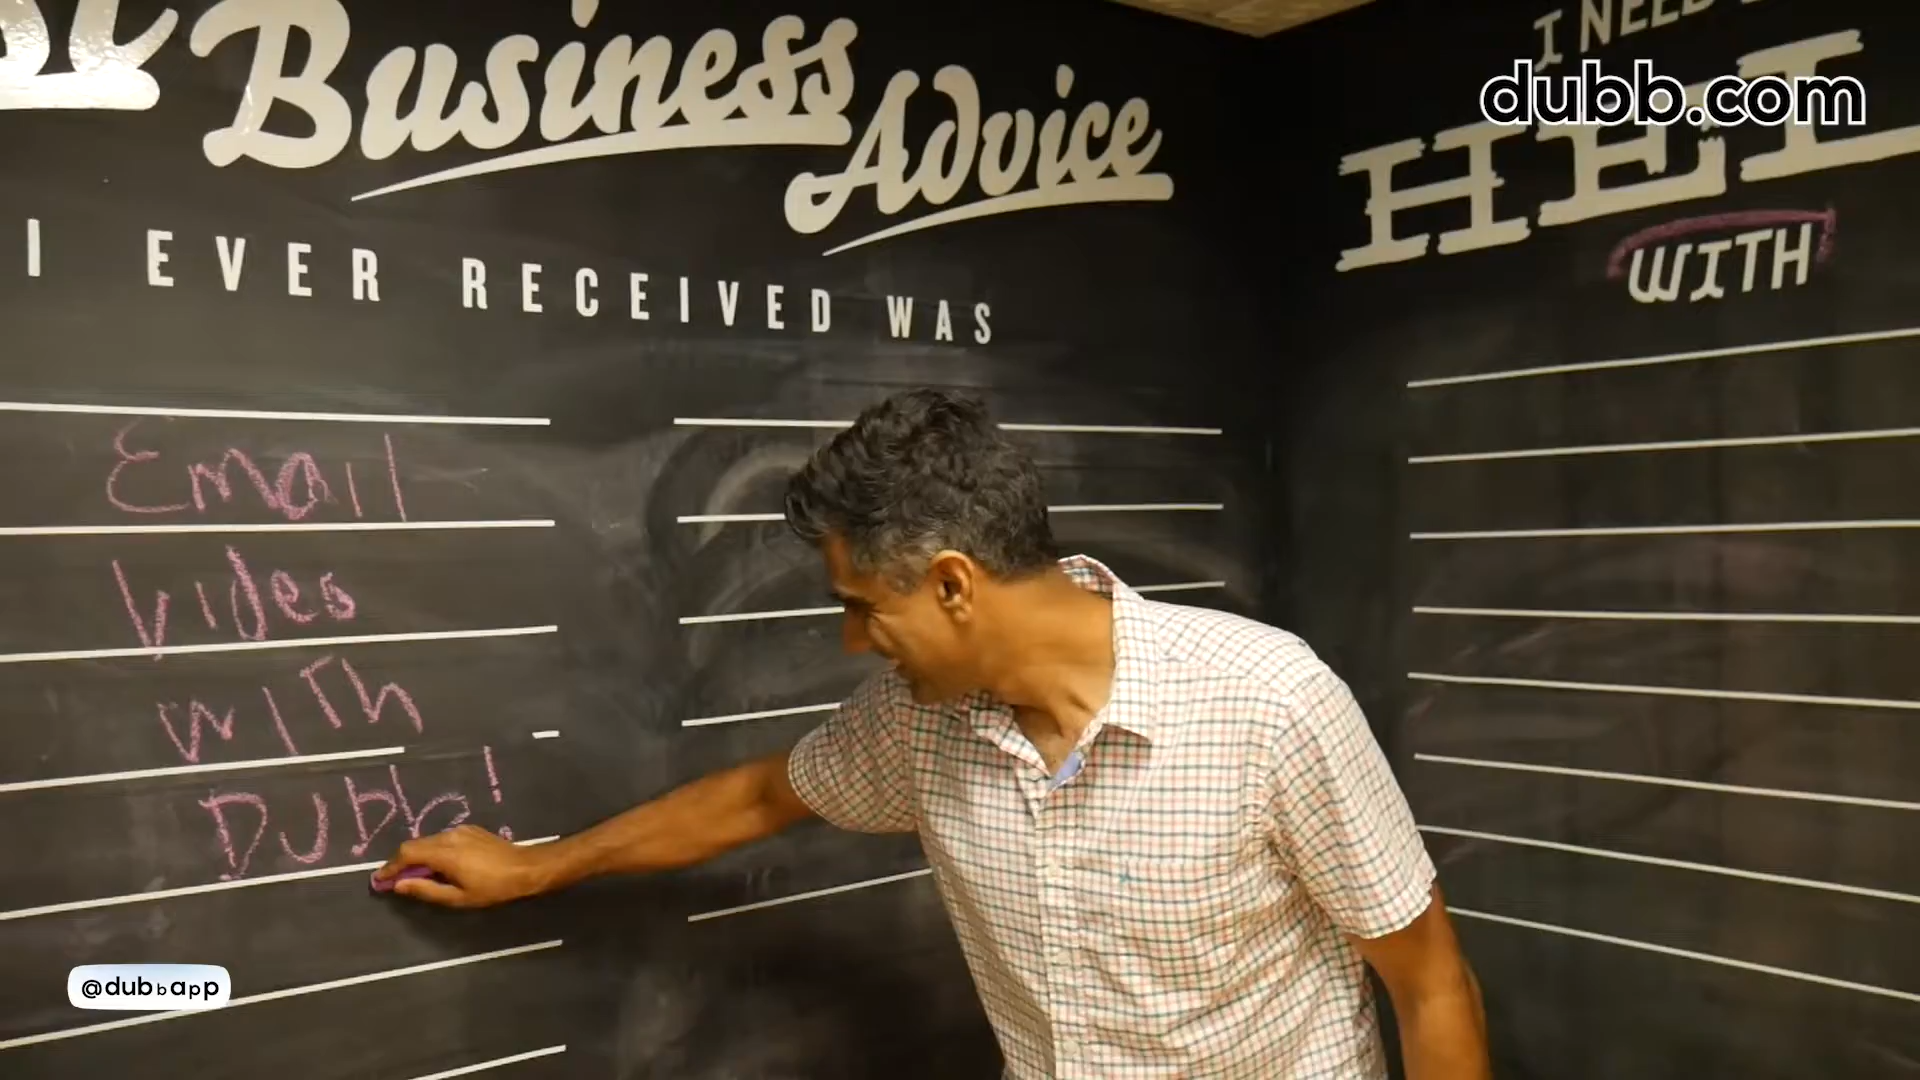 Business
Advice
I EVER RECEIVED WAS
Email
Video
with
Dubb!
I NEED
dubb.com
WITH
@dubbapp